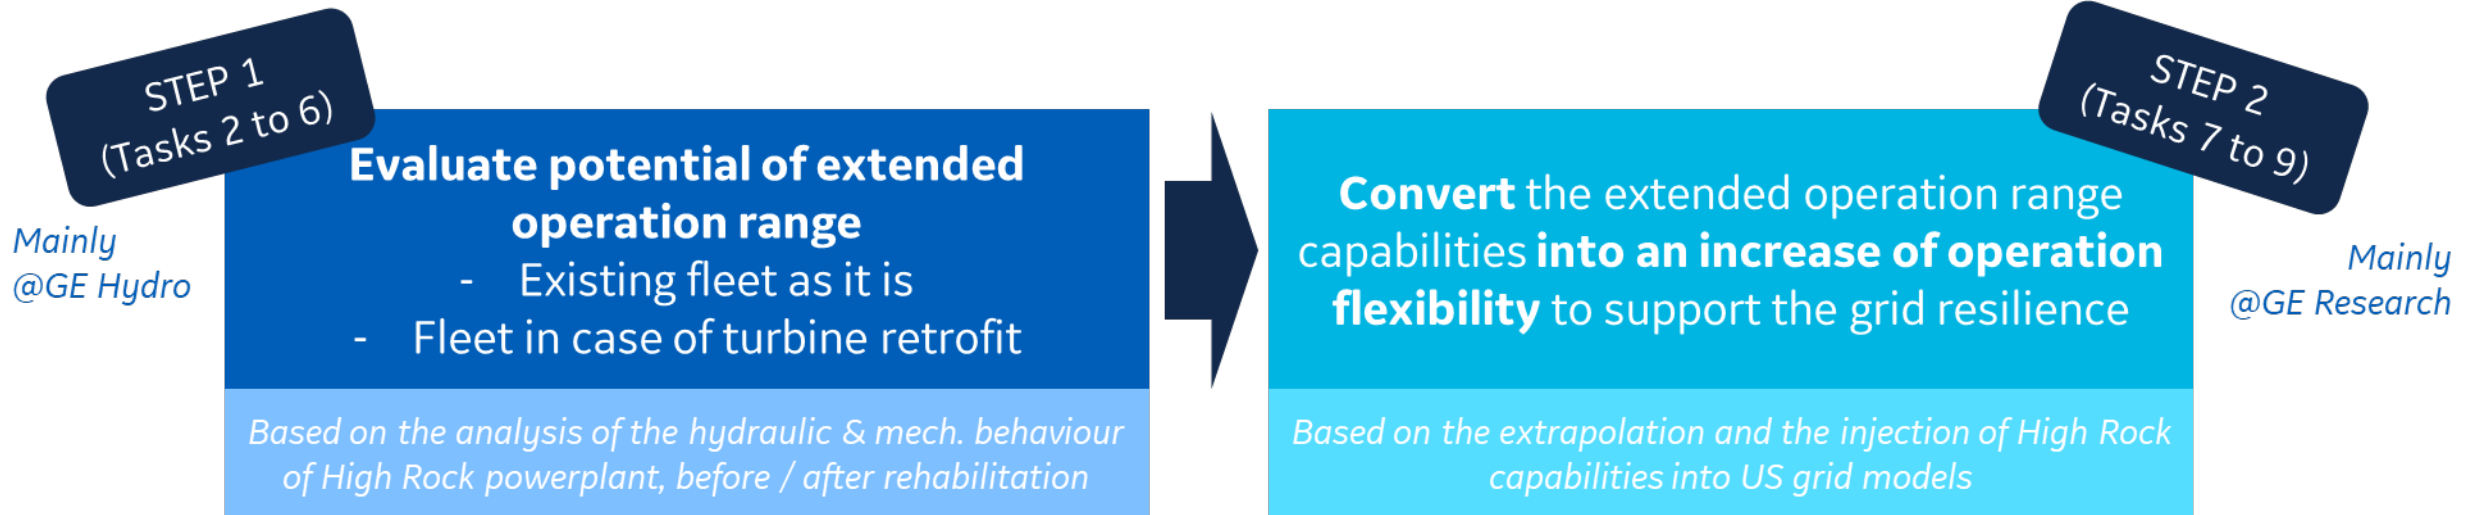 STEP 1
(Tasks 2 to 6)
Mainly
@GE Hydro
Evaluate potential of extended
operation range
- Existing fleet as it is
- Fleet in case of turbine retrofit
Based on the analysis of the hydraulic & mech. behaviour
of High Rock powerplant, before / after rehabilitation
STEP 2
(Tasks 7 to 9)
Mainly
@GE Research
Convert the extended operation range
capabilities into an increase of operation
flexibility to support the grid resilience
Based on the extrapolation and the injection of High Rock
capabilities into US grid models